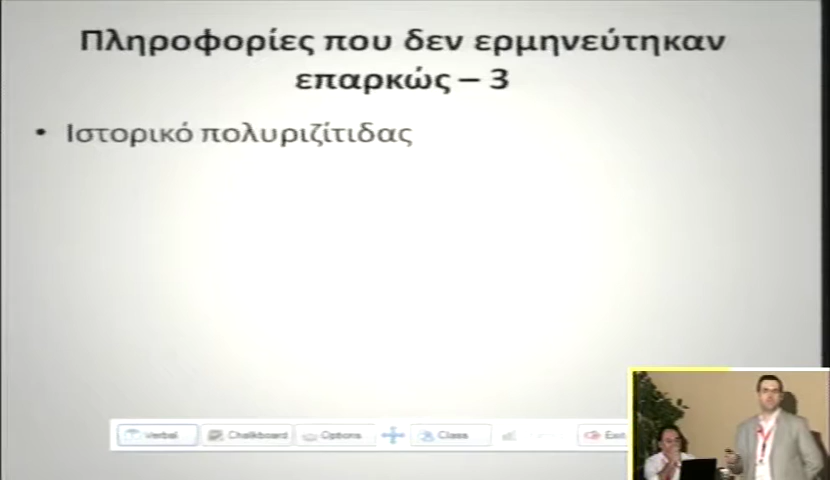 Πληροφορίες που δεν ερμηνεύτηκαν
επαρκώς – 3
• Ιστορικό πολυριζίτιδας
Verbal Chalkboard Options Class Exit